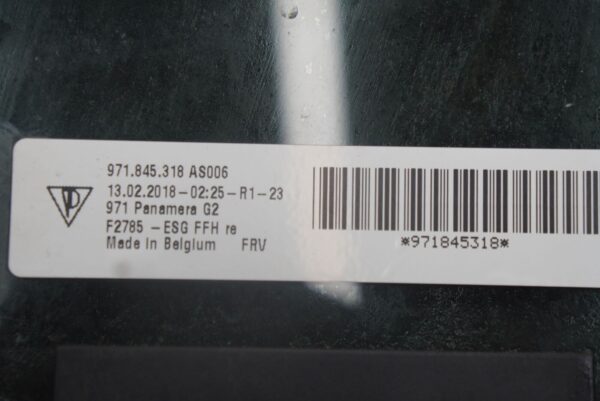 971.845.318 AS006
13.02.2018-02:25-R1-23
971 Panamera G2
F2785 -ESG FFH re
Made in Belgium FRV
*971845318*